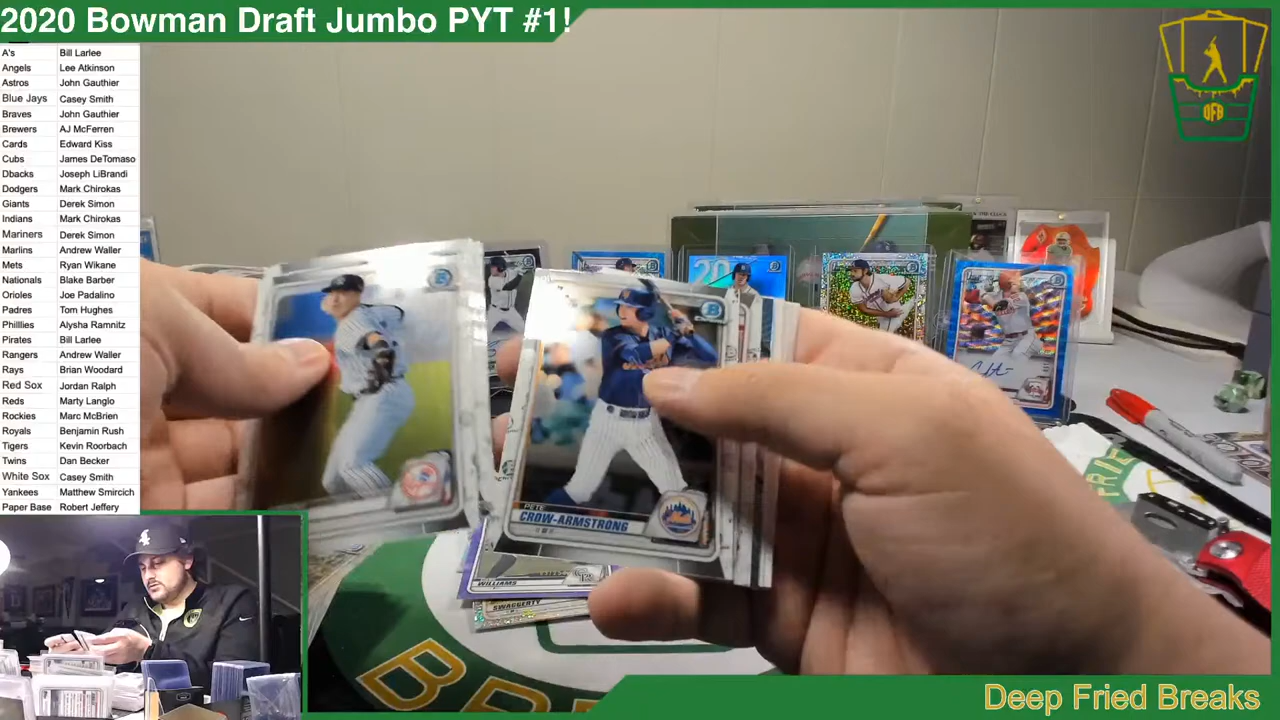 2020 Bowman Draft Jumbo PYT #1!
A's Bill Larlee
Angels Lee Atkinson
Astros John Gauthier
Blue Jays Casey Smith
Braves John Gauthier
Brewers AJ McFerren
Cards Edward Kiss
Cubs James DeTomaso
Dbacks Joseph LiBrandi
Dodgers Mark Chirokas
Giants Derek Simon
Indians Mark Chirokas
Mariners Derek Simon
Marlins Andrew Waller
Mets Ryan Wikane
Nationals Blake Barber
Orioles Joe Padalino
Padres Tom Hughes
Philllies Alysha Ramnitz
Pirates Bill Larlee
Rangers Andrew Waller
Rays Brian Woodard
Red Sox Jordan Ralph
Reds Marty Langlo
Rockies Marc McBrien
Royals Benjamin Rush
Tigers Kevin Roorbach
Twins Dan Becker
White Sox Casey Smith
Yankees Matthew Smircich
Paper Base Robert Jeffery
DFB
20
PETE
CROW-ARMSTRONG
WILLIAMS
SWAGGERTY
FRIED
BRE
Deep Fried Breaks